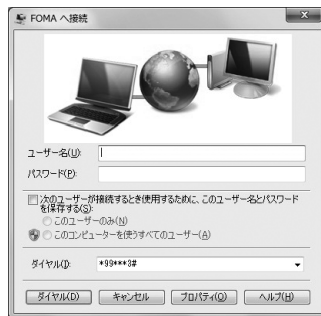 FOMA へ接続
ユーザー名(U):
パスワード(P):
次のユーザーが接続するとき使用するために、このユーザー名とパスワード
を保存する(S):
このユーザーのみ(N)
このコンピューターを使うすべてのユーザー(A)
ダイヤル(I): *99***3#
ダイヤル(D) キャンセル プロパティ(O) ヘルプ(H)